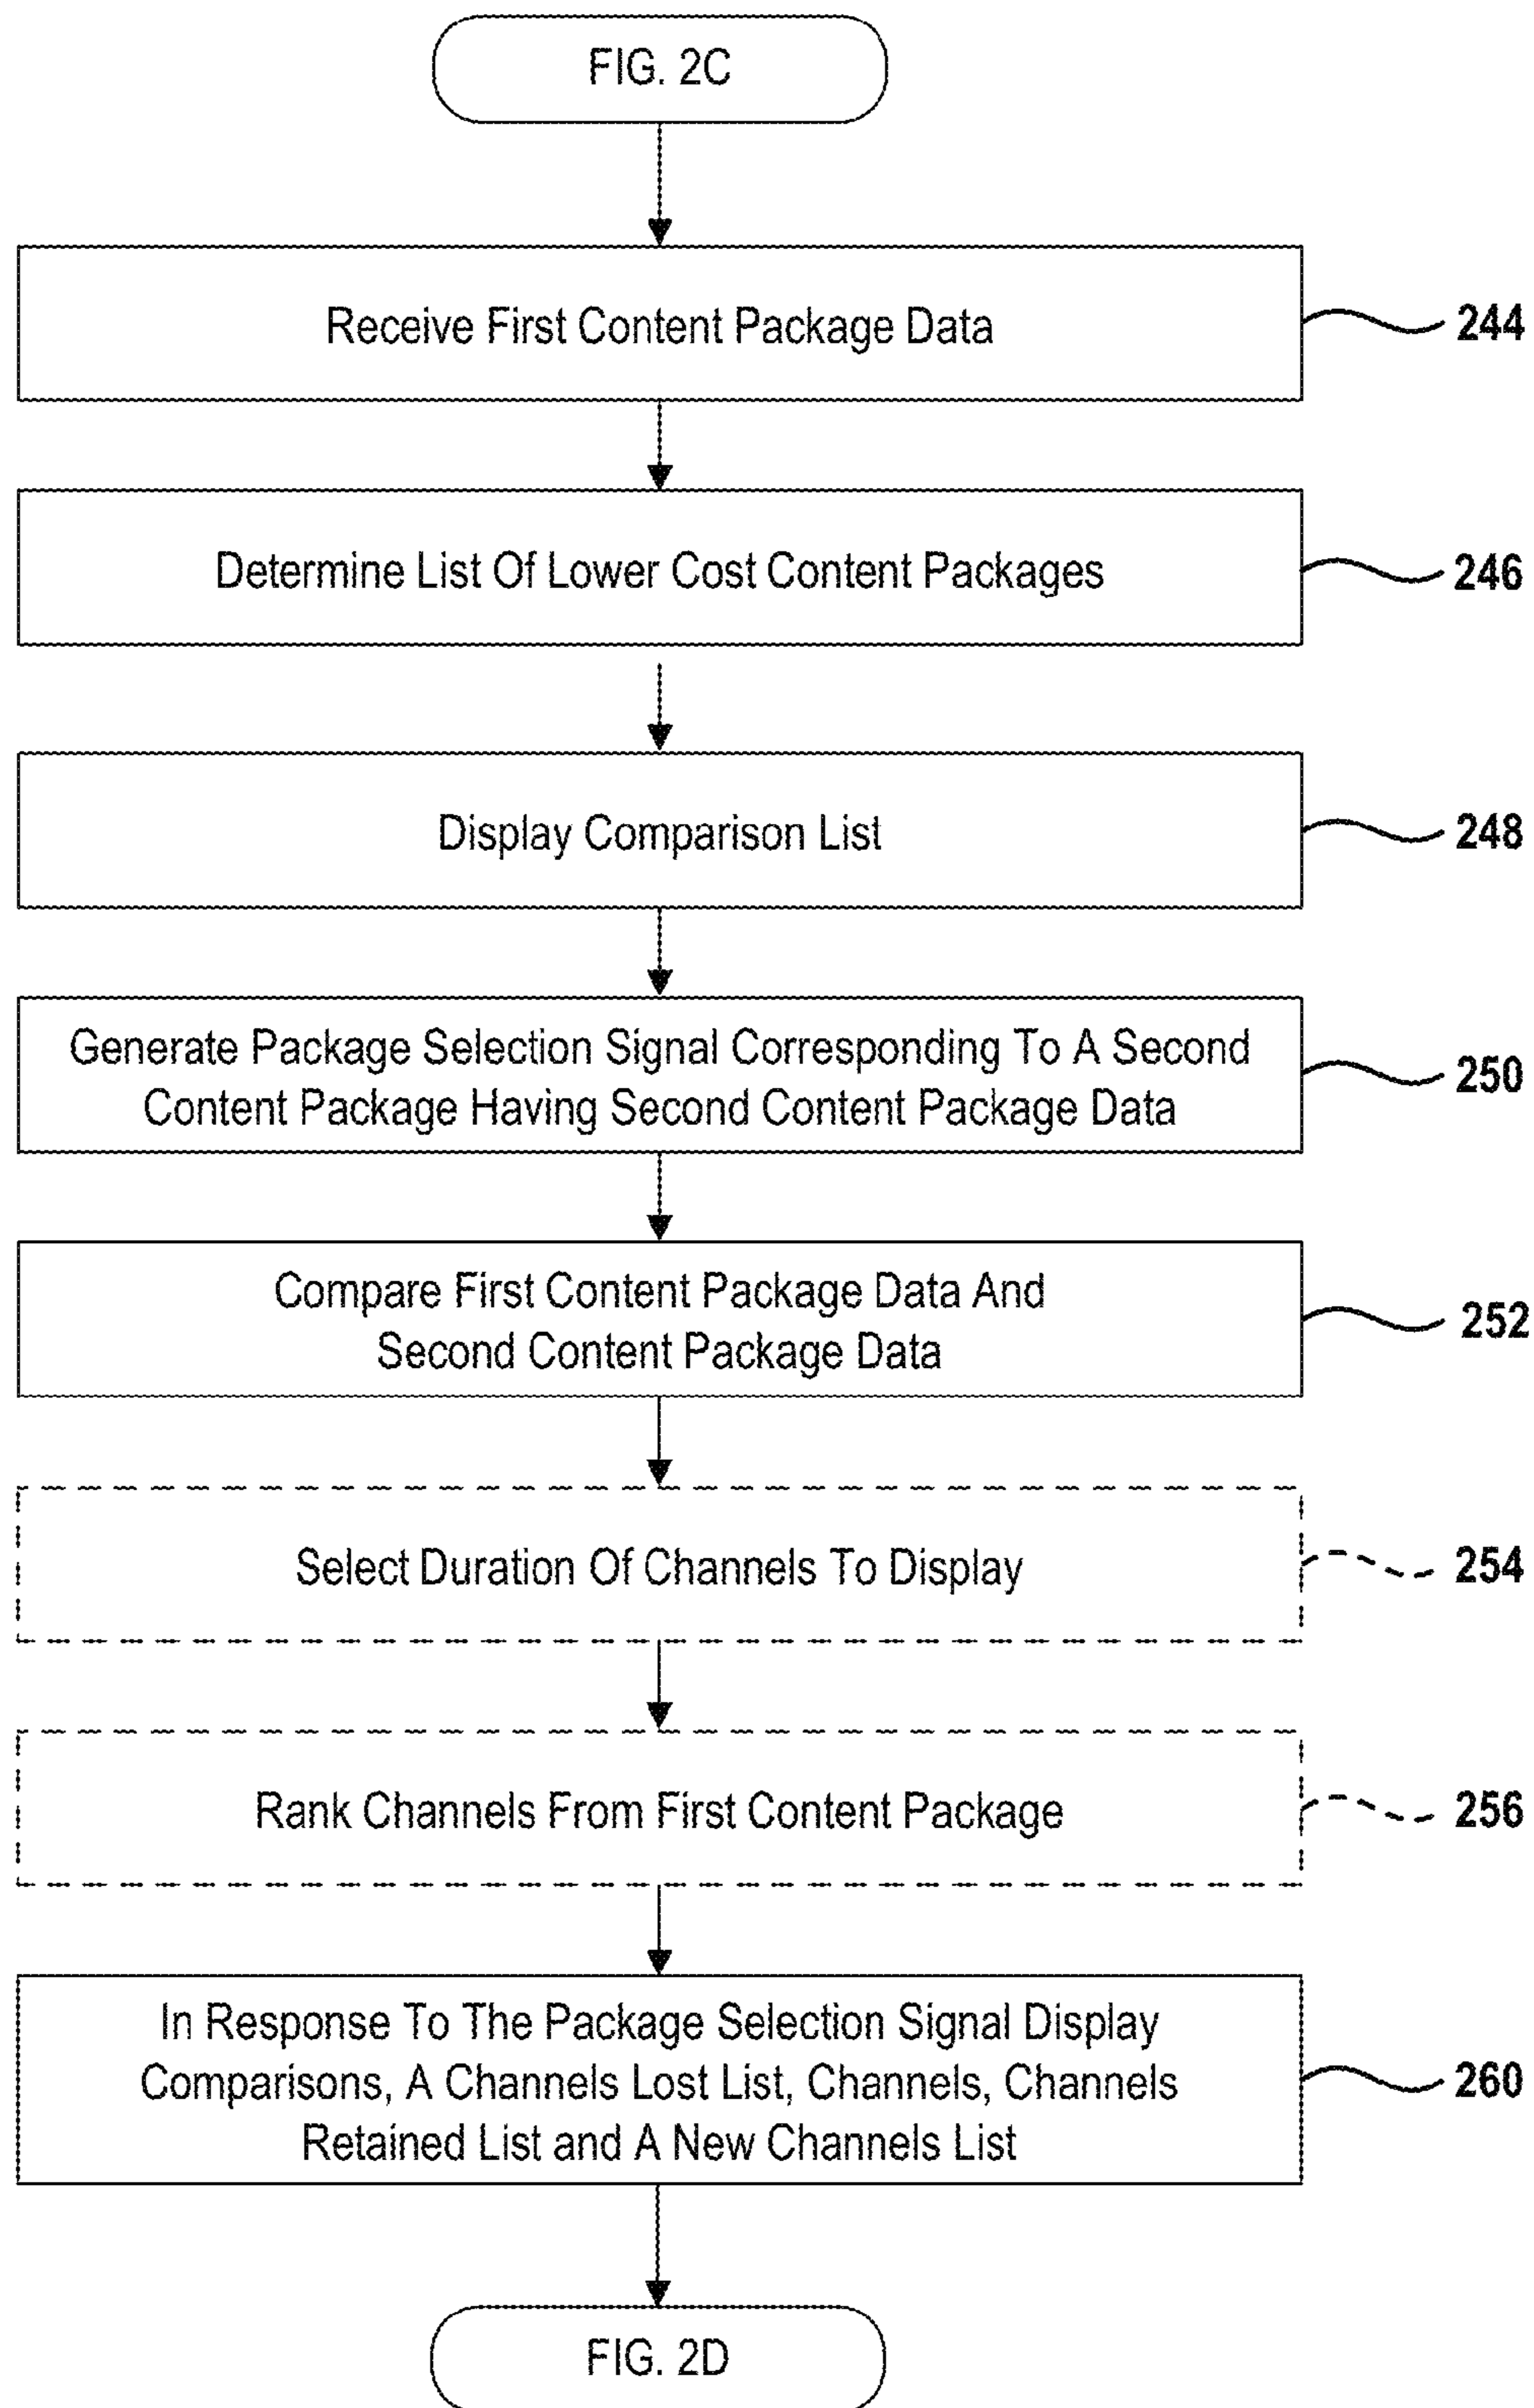 FIG. 2C
Receive First Content Package Data
244
Determine List Of Lower Cost Content Packages
246
Display Comparison List
248
Generate Package Selection Signal Corresponding To A Second
Content Package Having Second Content Package Data
250
Compare First Content Package Data And
Second Content Package Data
252
Select Duration Of Channels To Display
254
Rank Channels From First Content Package
256
In Response To The Package Selection Signal Display
Comparisons, A Channels Lost List, Channels, Channels
Retained List and A New Channels List
260
FIG. 2D